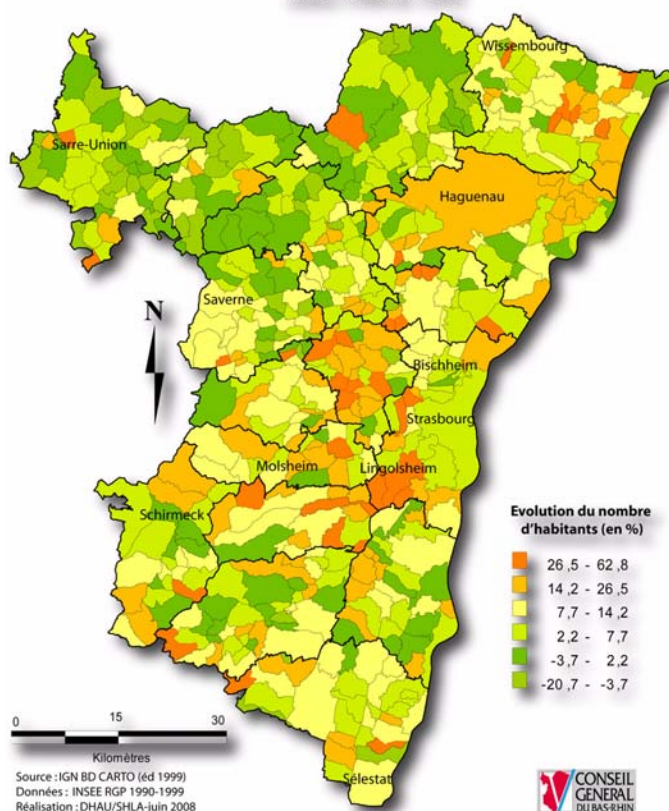 Wissembourg
Sarre-Union
Haguenau
Saverne
N
Bischheim
Strasbourg
Molsheim
Lingolsheim
Schirmeck
Evolution du nombre
d'habitants (en %)
26,5 - 62,8
14,2 - 26,5
7,7 - 14,2
2,2 - 7,7
-3,7 - 2,2
-20,7 - -3,7
0 15 30
Kilomètres
Sélestat
Source : IGN BD CARTO (éd 1999)
Données : INSEE RGP 1990-1999
Réalisation : DHAU/SHLA-juin 2008
CONSEIL
GENERAL
DU BAS-RHIN